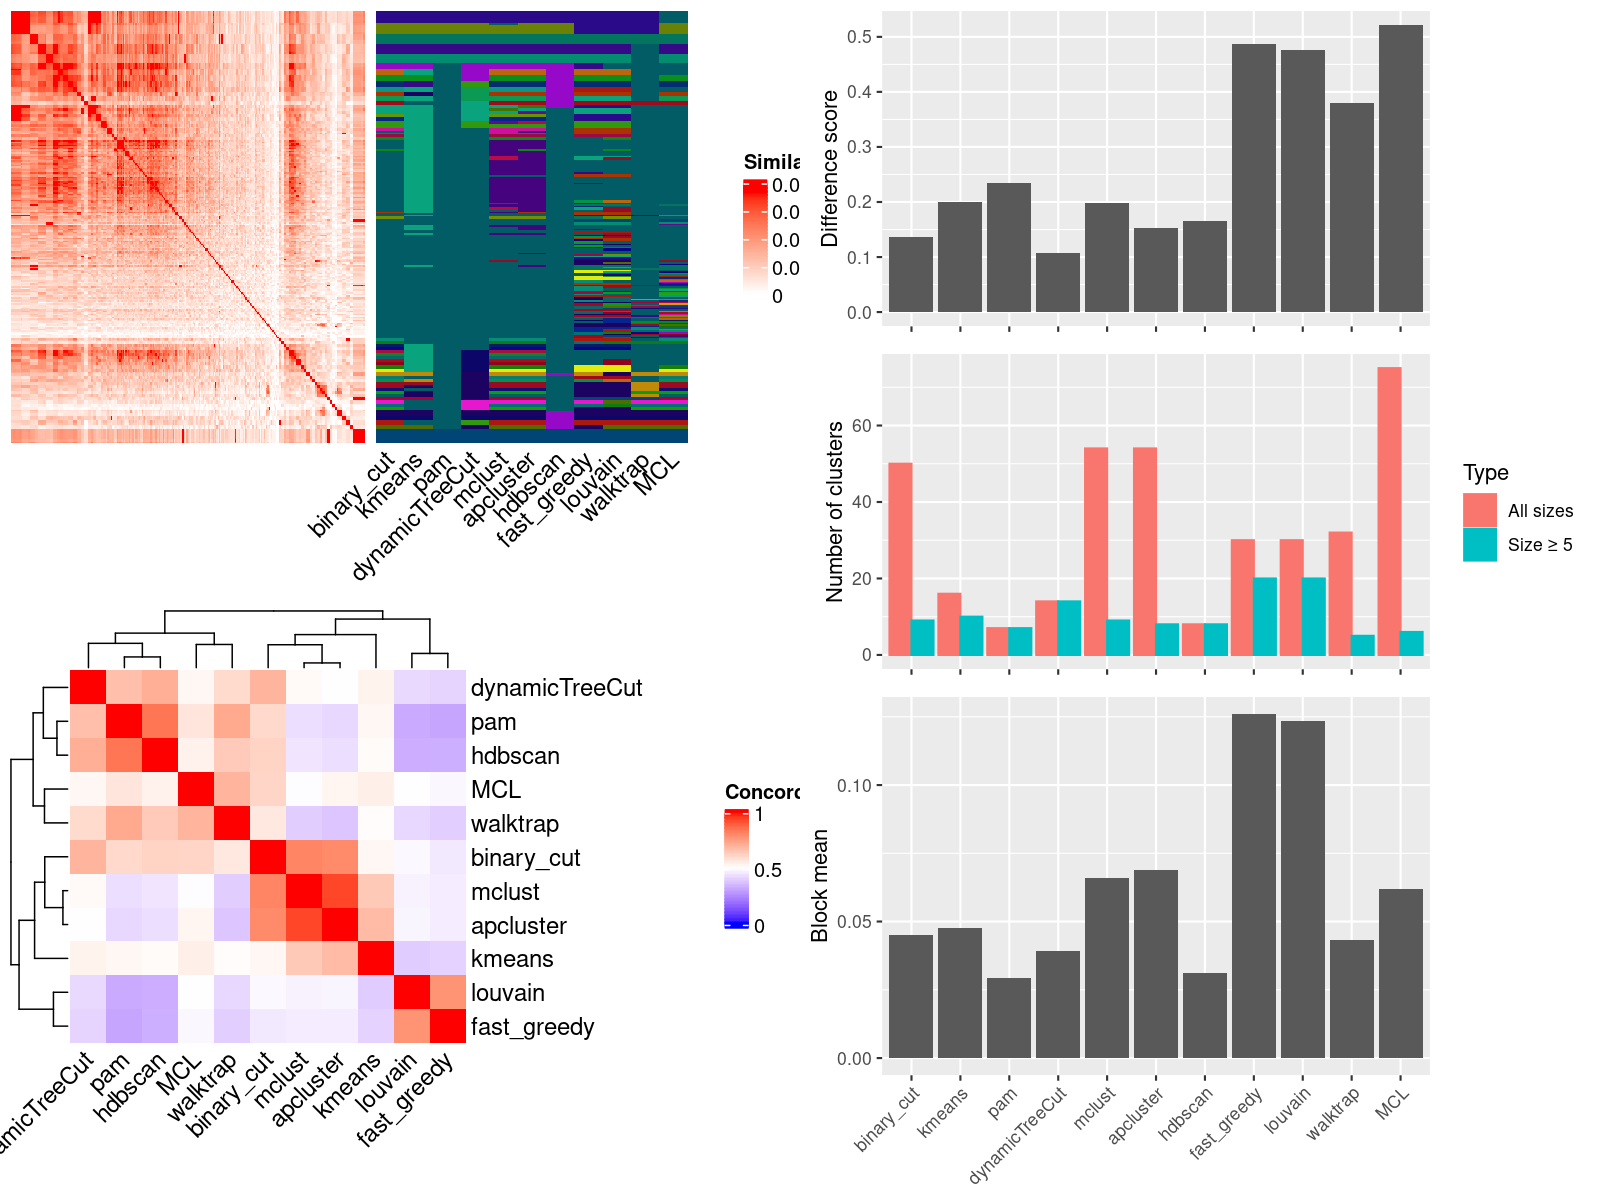 Simila
0.0
0.0
0.0
0.0
0
binary_cut
kmeans
pam
dynamicTreeCut
mclust
apcluster
hdbscan
fast_greedy
louvain
walktrap
MCL
dynamicTreeCut
pam
hdbscan
MCL
walktrap
binary_cut
mclust
apcluster
kmeans
louvain
fast_greedy
Concord
1
0.5
0
amicTreeCut
pam
hdbscan
MCL
walktrap
binary_cut
mclust
apcluster
kmeans
louvain
fast_greedy
Difference score
0.5
0.4
0.3
0.2
0.1
0.0
Number of clusters
60
40
20
0
Type
All sizes
Size ≥ 5
Block mean
0.10
0.05
0.00
binary_cut
kmeans
pam
dynamicTreeCut
mclust
apcluster
hdbscan
fast_greedy
louvain
walktrap
MCL